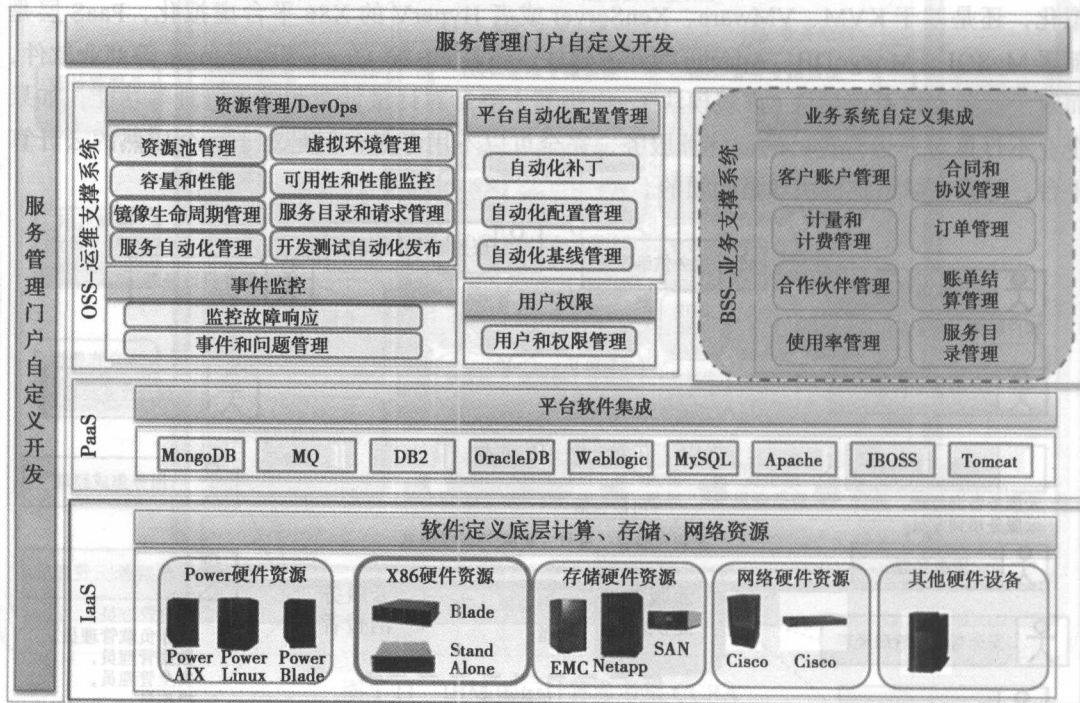 服务管理门户自定义开发
服务管理门户自定义开发
OSS-运维支撑系统
资源管理/DevOps
资源池管理
虚拟环境管理
容量和性能
可用性和性能监控
镜像生命周期管理
服务目录和请求管理
服务自动化管理
开发测试自动化发布
事件监控
监控故障响应
事件和问题管理
平台自动化配置管理
自动化补丁
自动化配置管理
自动化基线管理
用户权限
用户和权限管理
BSS-业务支撑系统
业务系统自定义集成
客户账户管理
合同和
协议管理
计量和
计费管理
订单管理
合作伙伴管理
账单结
算管理
使用率管理
服务目
录管理
PaaS
平台软件集成
MongoDB
MQ
DB2
OracleDB
Weblogic
MySQL
Apache
JBOSS
Tomcat
IaaS
软件定义底层计算、存储、网络资源
Power硬件资源
Power
AIX
Power
Linux
Power
Blade
X86硬件资源
Blade
Stand
Alone
存储硬件资源
EMC
Netapp
SAN
网络硬件资源
Cisco
Cisco
其他硬件设备